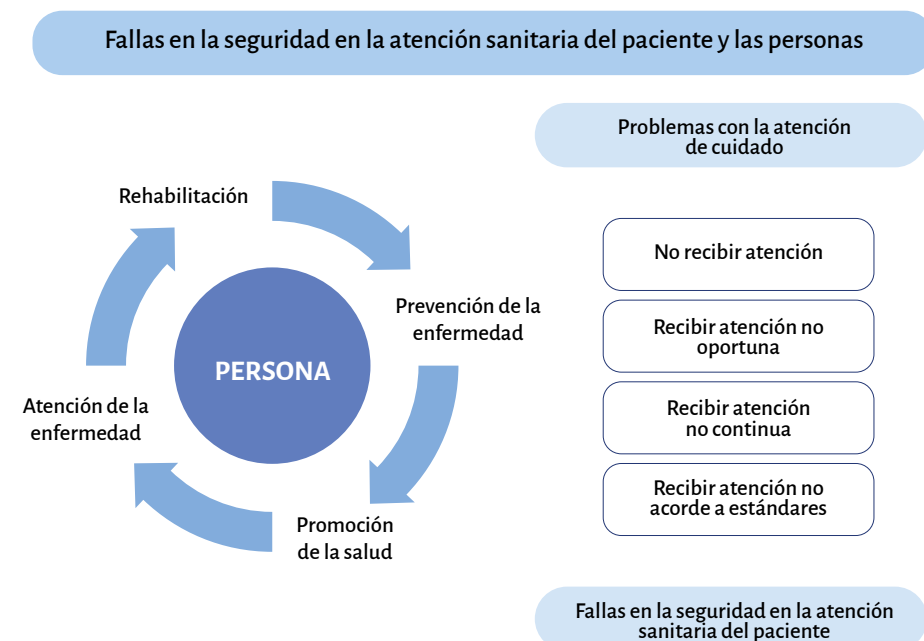 Fallas en la seguridad en la atención sanitaria del paciente y las personas
Problemas con la atención
de cuidado
Rehabilitación
Prevención de la
enfermedad
PERSONA
Atención de la
enfermedad
Promoción
de la salud
No recibir atención
Recibir atención no
oportuna
Recibir atención
no continua
Recibir atención no
acorde a estándares
Fallas en la seguridad en la atención
sanitaria del paciente